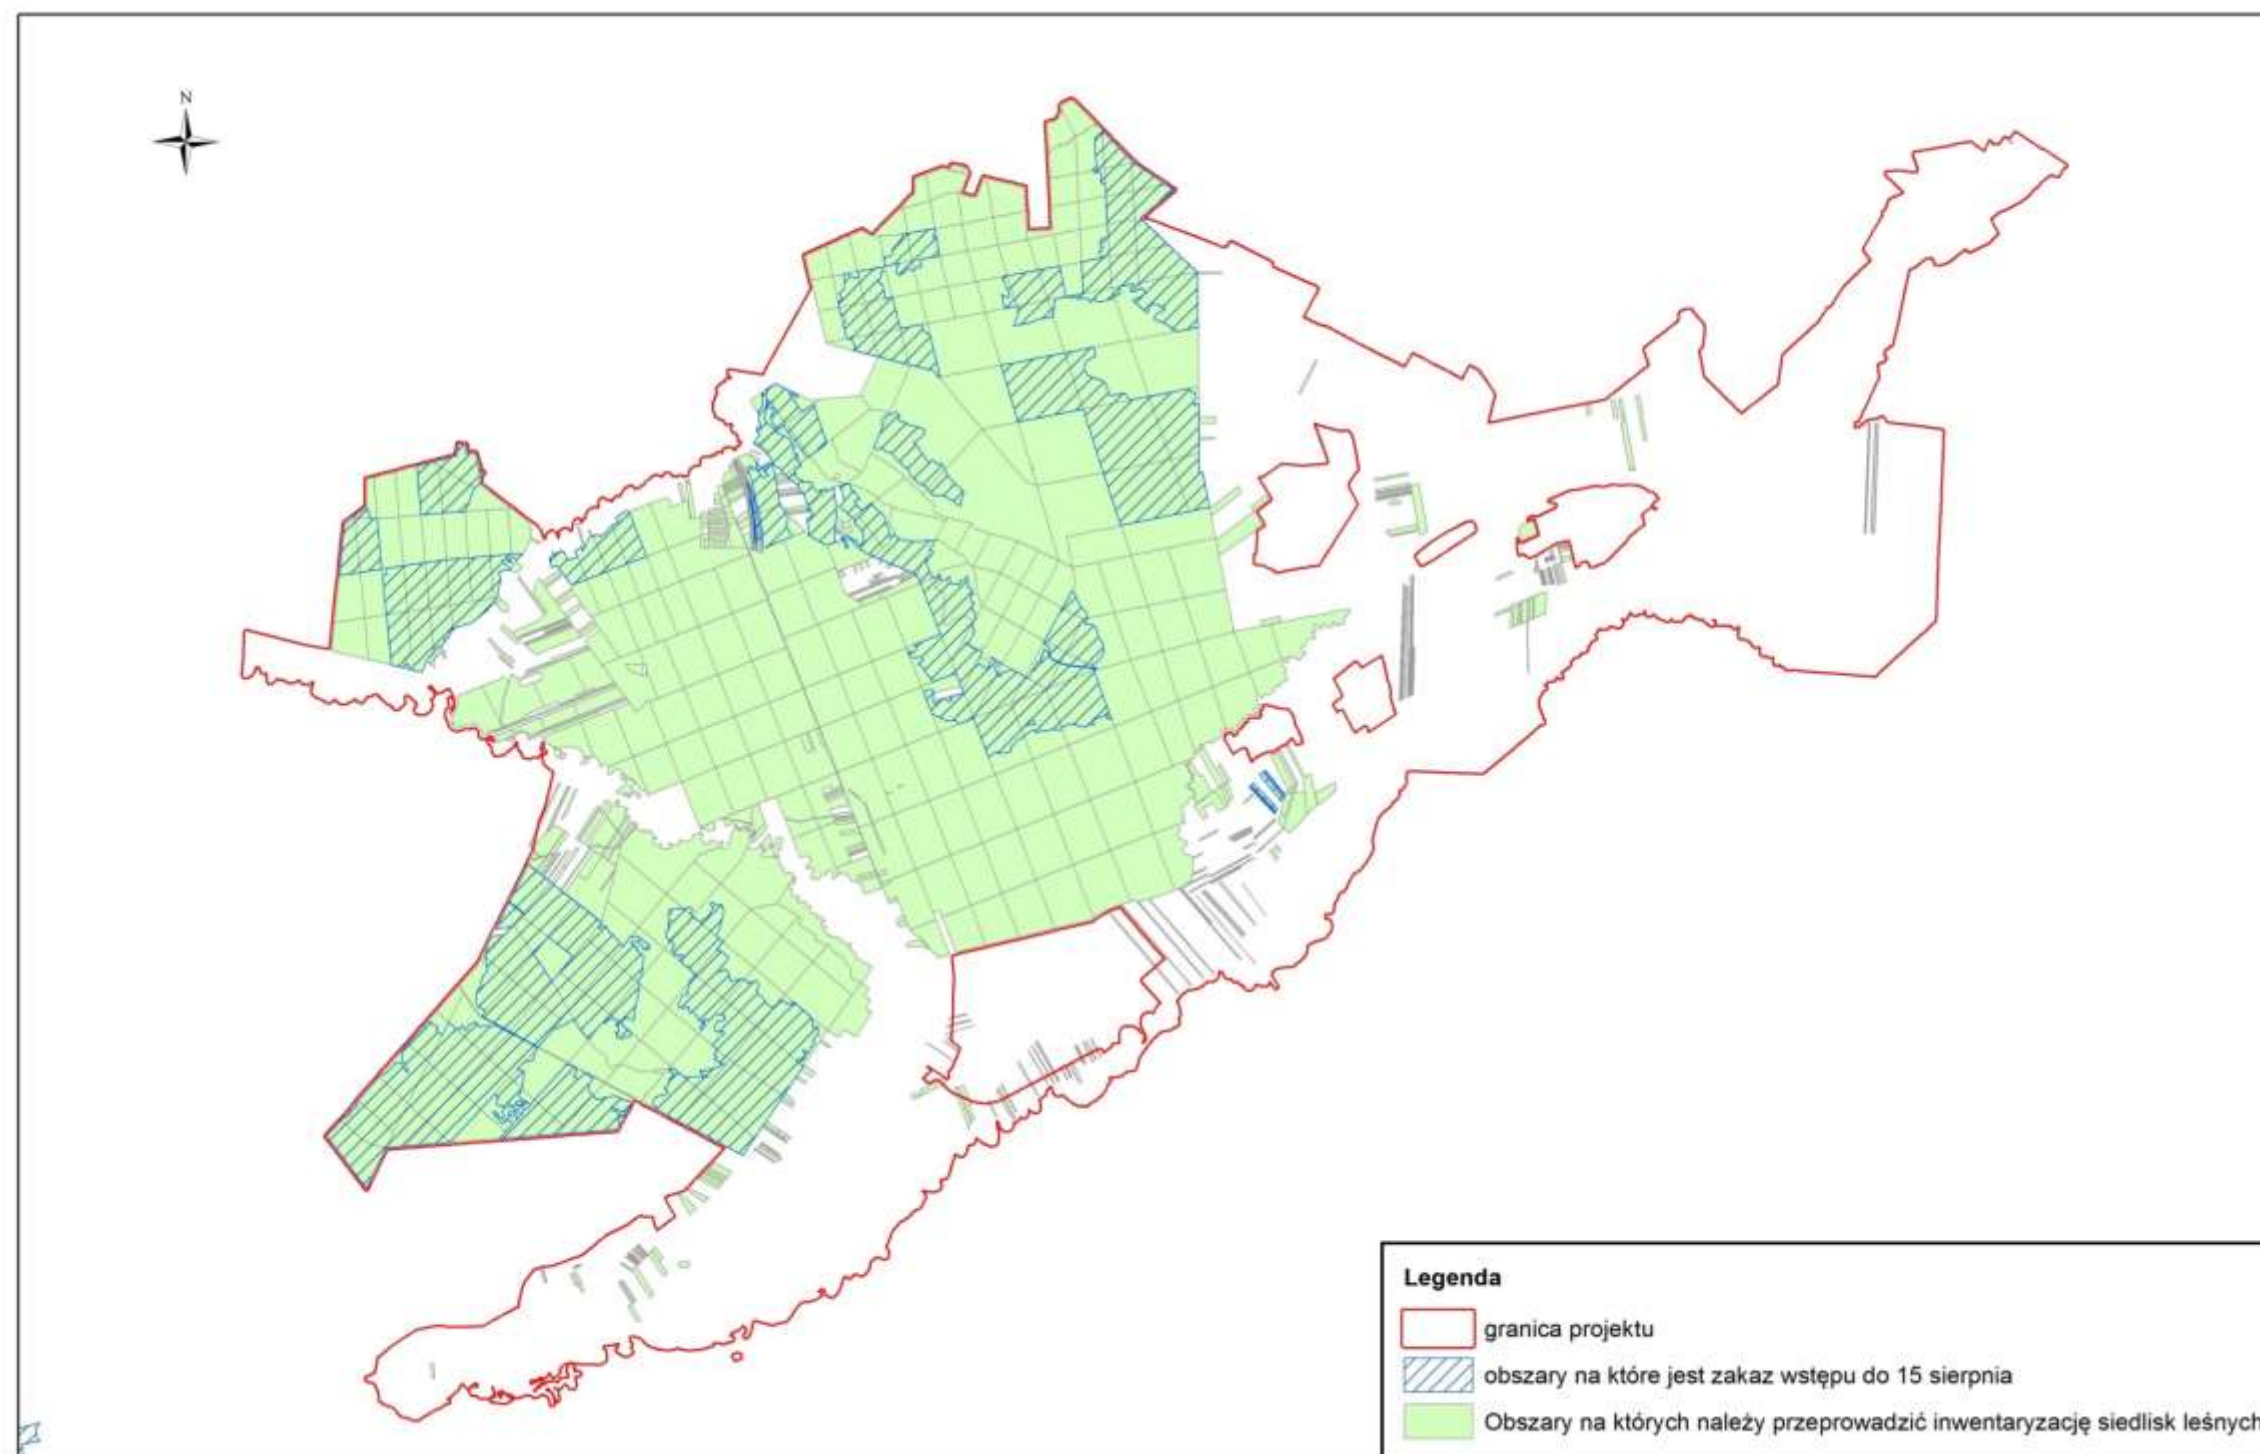 N
Legenda
granica projektu
obszary na które jest zakaz wstępu do 15 sierpnia
Obszary na których należy przeprowadzić inwentaryzację siedlisk leśnych